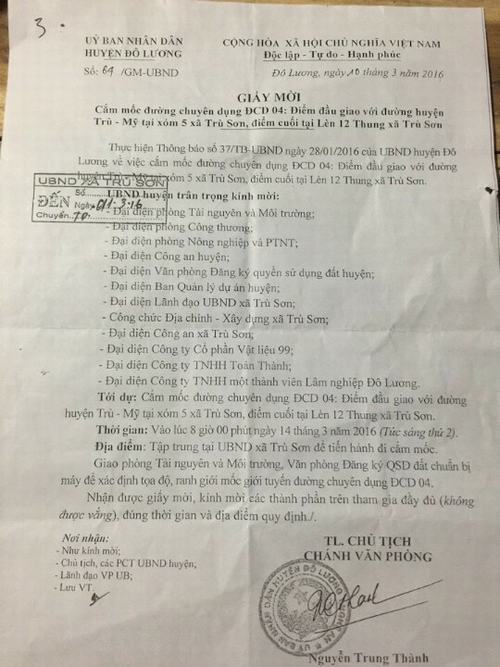 3.
ỦY BAN NHÂN DÂN
HUYỆN ĐÔ LƯƠNG
CỘNG HÒA XÃ HỘI CHỦ NGHĨA VIỆT NAM
Độc lập - Tự do - Hạnh phúc
Số: 64 /GM-UBND
Đô Lương, ngày 10 tháng 3 năm 2016
GIẤY MỜI
Cắm mốc đường chuyên dụng ĐCD 04: Điểm đầu giao với đường huyện
Trù - Mỹ tại xóm 5 xã Trù Sơn, điểm cuối tại Lèn 12 Thung xã Trù Sơn
Thực hiện Thông báo số 37/TB-UBND ngày 28/01/2016 của UBND huyện Đô
Lương về việc cắm mốc đường chuyên dụng ĐCD 04: Điểm đầu giao với đường
huyện Trù - Mỹ tại xóm 5 xã Trù Sơn, điểm cuối tại Lèn 12 Thung xã Trù Sơn.
UBND XÃ TRÙ SƠN
ĐẾN
Số
Ngày 11-3-16
Chuyển:
UBND huyện trân trọng kính mời:
- Đại diện phòng Tài nguyên và Môi trường;
- Đại diện phòng Công thương;
- Đại diện phòng Nông nghiệp và PTNT;
- Đại diện Công an huyện;
- Đại diện Văn phòng Đăng ký quyền sử dụng đất huyện;
- Đại diện Ban Quản lý dự án huyện;
- Đại diện Lãnh đạo UBND xã Trù Sơn;
- Công chức Địa chính - Xây dựng xã Trù Sơn;
- Đại diện Công an xã Trù Sơn;
- Đại diện Công ty Cổ phần Vật liệu 99;
- Đại diện Công ty TNHH Toàn Thành;
- Đại diện Công ty TNHH một thành viên Lâm nghiệp Đô Lương.
Tới dự: Cắm mốc đường chuyên dụng ĐCD 04: Điểm đầu giao với đường
huyện Trù - Mỹ tại xóm 5 xã Trù Sơn, điểm cuối tại Lèn 12 Thung xã Trù Sơn.
Thời gian: Vào lúc 8 giờ 00 phút ngày 14 tháng 3 năm 2016 (Tức sáng thứ 2).
Địa điểm: Tập trung tại UBND xã Trù Sơn để tiến hành đi cắm mốc.
Giao phòng Tài nguyên và Môi trường, Văn phòng Đăng ký QSD đất chuẩn bị
máy để xác định tọa độ, ranh giới mốc giới tuyến đường chuyên dụng ĐCD 04.
Nhận được giấy mời, kính mời các thành phần trên tham gia đầy đủ (không
được vắng), đúng thời gian và địa điểm quy định./.
Nơi nhận:
- Như kính mời;
- Chủ tịch, các PCT UBND huyện;
- Lãnh đạo VP UB;
- Lưu VT.
TL. CHỦ TỊCH
CHÁNH VĂN PHÒNG
Nguyễn Trung Thành